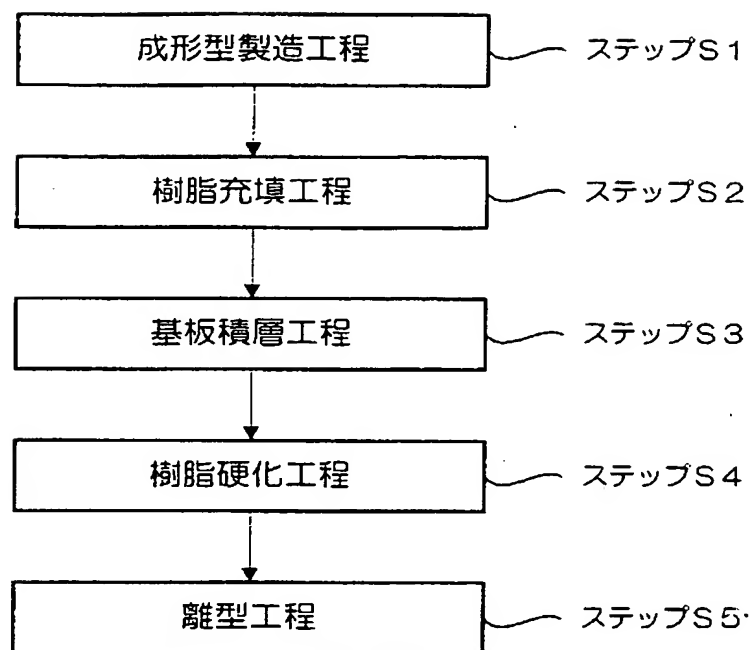 成形型製造工程 ステップS1
樹脂充填工程 ステップS2
基板積層工程 ステップS3
樹脂硬化工程 ステップS4
離型工程 ステップS5